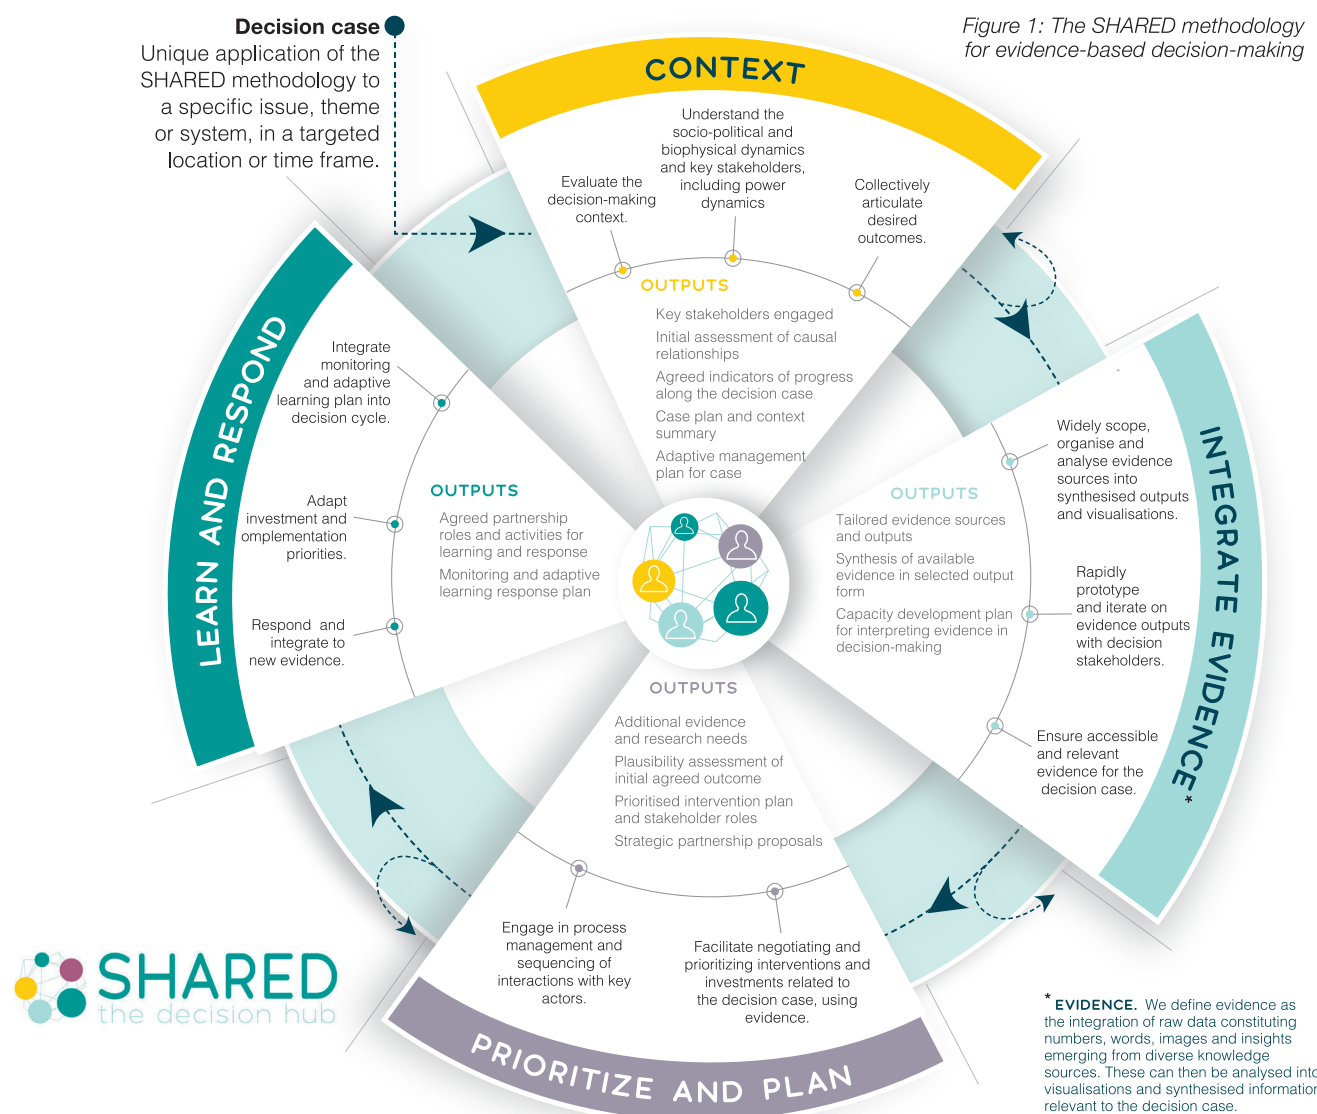 Decision case
Unique application of the
SHARED methodology to
a specific issue, theme
or system, in a targeted
location or time frame.
Figure 1: The SHARED methodology
for evidence-based decision-making
CONTEXT
Evaluate the
decision-making
context.
Understand the
socio-political and
biophysical dynamics
and key stakeholders,
including power
dynamics
Collectively
articulate
desired
outcomes.
OUTPUTS
Key stakeholders engaged
Initial assessment of causal
relationships
Agreed indicators of progress
along the decision case
Case plan and context
summary
Adaptive management
plan for case
INTEGRATE EVIDENCE*
Widely scope,
organise and
analyse evidence
sources into
synthesised outputs
and visualisations.
Rapidly
prototype
and iterate on
evidence outputs
with decision
stakeholders.
Ensure accessible
and relevant
evidence for the
decision case.
OUTPUTS
Tailored evidence sources
and outputs
Synthesis of available
evidence in selected output
form
Capacity development plan
for interpreting evidence in
decision-making
OUTPUTS
Additional evidence
and research needs
Plausibility assessment of
initial agreed outcome
Prioritised intervention plan
and stakeholder roles
Strategic partnership proposals
Engage in process
management and
sequencing of
interactions with key
actors.
Facilitate negotiating and
prioritizing interventions and
investments related to
the decision case, using
evidence.
PRIORITIZE AND PLAN
LEARN AND RESPOND
Integrate
monitoring
and adaptive
learning plan into
decision cycle.
Adapt
investment and
omplementation
priorities.
Respond and
integrate to
new evidence.
OUTPUTS
Agreed partnership
roles and activities for
learning and response
Monitoring and adaptive
learning response plan
SHARED
the decision hub
* EVIDENCE. We define evidence as
the integration of raw data constituting
numbers, words, images and insights
emerging from diverse knowledge
sources. These can then be analysed into
visualisations and synthesised information
relevant to the decision case.